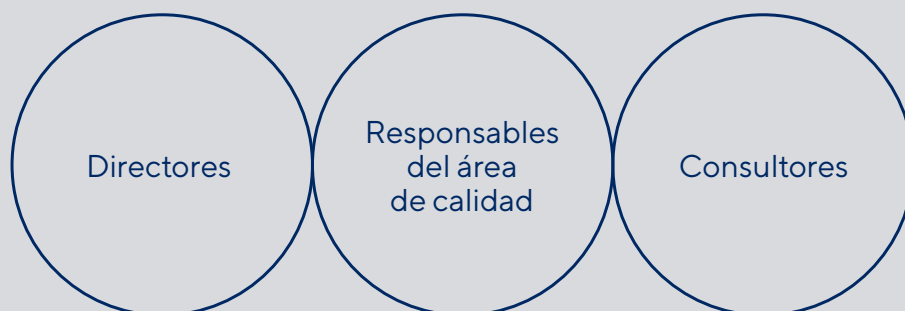 Directores
Responsables
del área
de calidad
Consultores